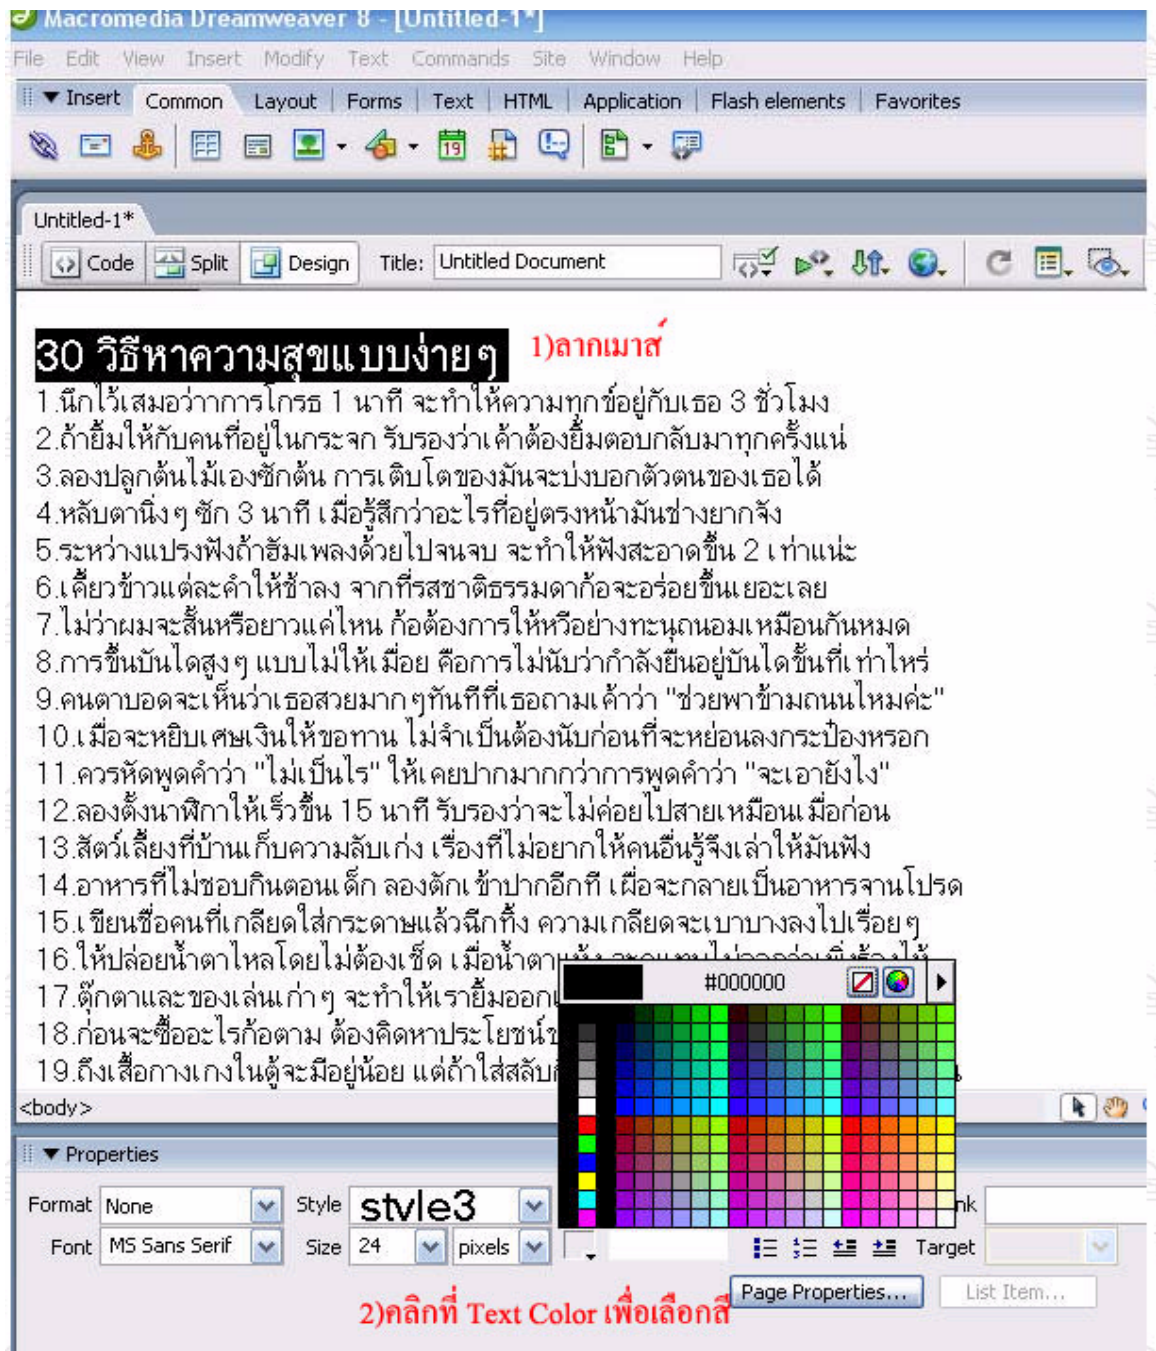 Macromedia Dreamweaver 8 - [Untitled-1*]
File Edit View Insert Modify Text Commands Site Window Help
Insert Common Layout Forms Text HTML Application Flash elements Favorites
19
Untitled-1*
Code Split Design Title: Untitled Document
30 วิธีหาความสุขแบบง่ายๆ 1)ลากเมาส์
1.นึกไว้เสมอว่าการโกรธ 1 นาที จะทำให้ความทุกข์อยู่กับเธอ 3 ชั่วโมง
2.ถ้ายิ้มให้กับคนที่อยู่ในกระจก รับรองว่าเค้าต้องยิ้มตอบกลับมาทุกครั้งแน่
3.ลองปลูกต้นไม้เองซักต้น การเติบโตของมันจะบ่งบอกตัวตนของเธอได้
4.หลับตานิ่งๆ ซัก 3 นาที เมื่อรู้สึกว่าอะไรที่อยู่ตรงหน้ามันช่างยากจัง
5.ระหว่างแปรงฟังถ้าฮัมเพลงด้วยไปจนจบ จะทำให้ฟังสะอาดขึ้น 2 เท่าแน่ะ
6.เคี้ยวข้าวแต่ละคำให้ช้าลง จากที่รสชาติธรรมดาก้อจะอร่อยขึ้นเยอะเลย
7.ไม่ว่าผมจะสั้นหรือยาวแค่ไหน ก้อต้องการให้หวีอย่างทะนุถนอมเหมือนกันหมด
8.การขึ้นบันไดสูงๆ แบบไม่ให้เมื่อย คือการไม่นับว่ากำลังยืนอยู่บันไดขั้นที่เท่าไหร่
9.คนตาบอดจะเห็นว่าเธอสวยมากๆทันทีที่เธอถามเค้าว่า "ช่วยพาข้ามถนนไหมค่ะ"
10.เมื่อจะหยิบเศษเงินให้ขอทาน ไม่จำเป็นต้องนับก่อนที่จะหย่อนลงกระป๋องหรอก
11.ควรหัดพูดคำว่า "ไม่เป็นไร" ให้เคยปากมากกว่าการพูดคำว่า "จะเอายังไง"
12.ลองตั้งนาฬิกาให้เร็วขึ้น 15 นาที รับรองว่าจะไม่ค่อยไปสายเหมือนเมื่อก่อน
13.สัตว์เลี้ยงที่บ้านเก็บความลับเก่ง เรื่องที่ไม่อยากให้คนอื่นรู้จึงเล่าให้มันฟัง
14.อาหารที่ไม่ชอบกินตอนเด็ก ลองตักเข้าปากอีกที เผื่อจะกลายเป็นอาหารจานโปรด
15.เขียนชื่อคนที่เกลียดใส่กระดาษแล้วฉีกทิ้ง ความเกลียดจะเบาบางลงไปเรื่อยๆ
16.ให้ปล่อยน้ำตาไหลโดยไม่ต้องเช็ด เมื่อน้ำตา
17.ตุ๊กตาและของเล่นเก่าๆ จะทำให้เรายิ้มออก
18.ก่อนจะซื้ออะไรก้อตาม ต้องคิดหาประโยชน์
19.ถึงเสื้อกางเกงในตู้จะมีอยู่น้อย แต่ถ้าใส่สลับ
#000000
<body>
Properties
Format None Style style3
Font MS Sans Serif Size 24 pixels Target
Page Properties... List Item...
2)คลิกที่ Text Color เพื่อเลือกสี